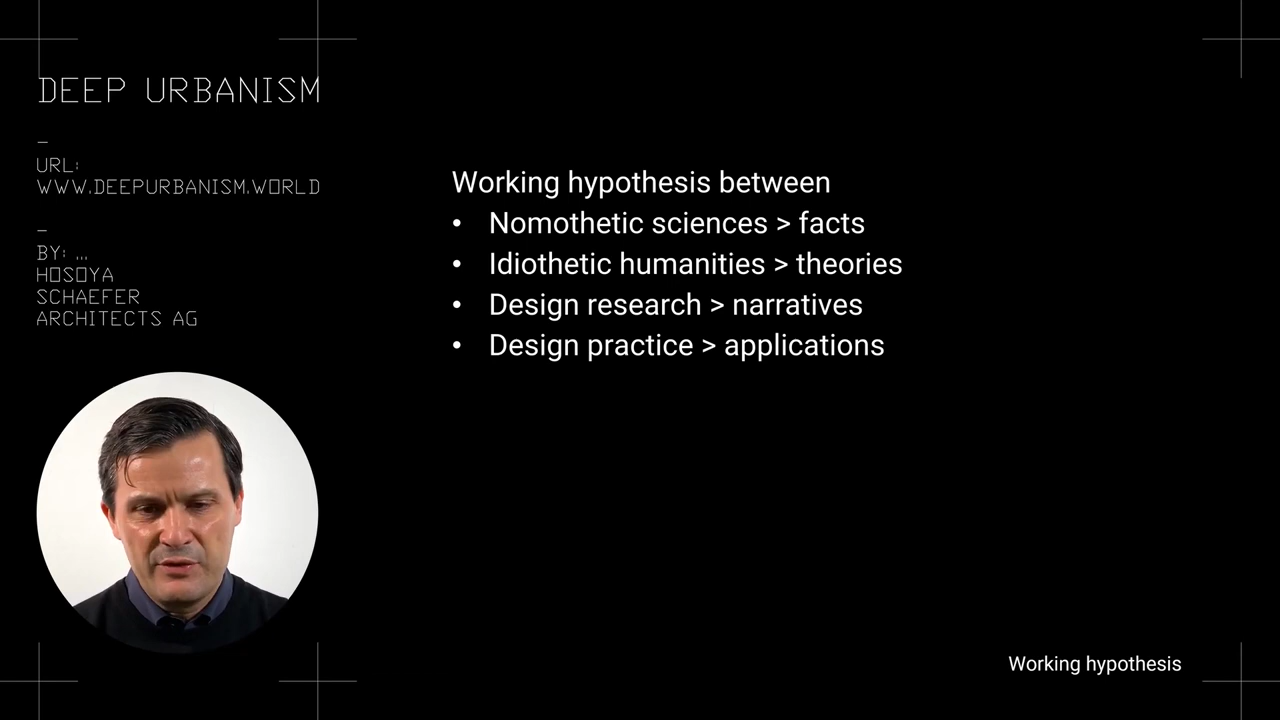 DEEP URBANISM
–
URL:
WWW.DEEPURBANISM.WORLD
–
BY: ...
HOSOYA
SCHAEFER
ARCHITECTS AG
Working hypothesis between
• Nomothetic sciences > facts
• Idiothetic humanities > theories
• Design research > narratives
• Design practice > applications
Working hypothesis